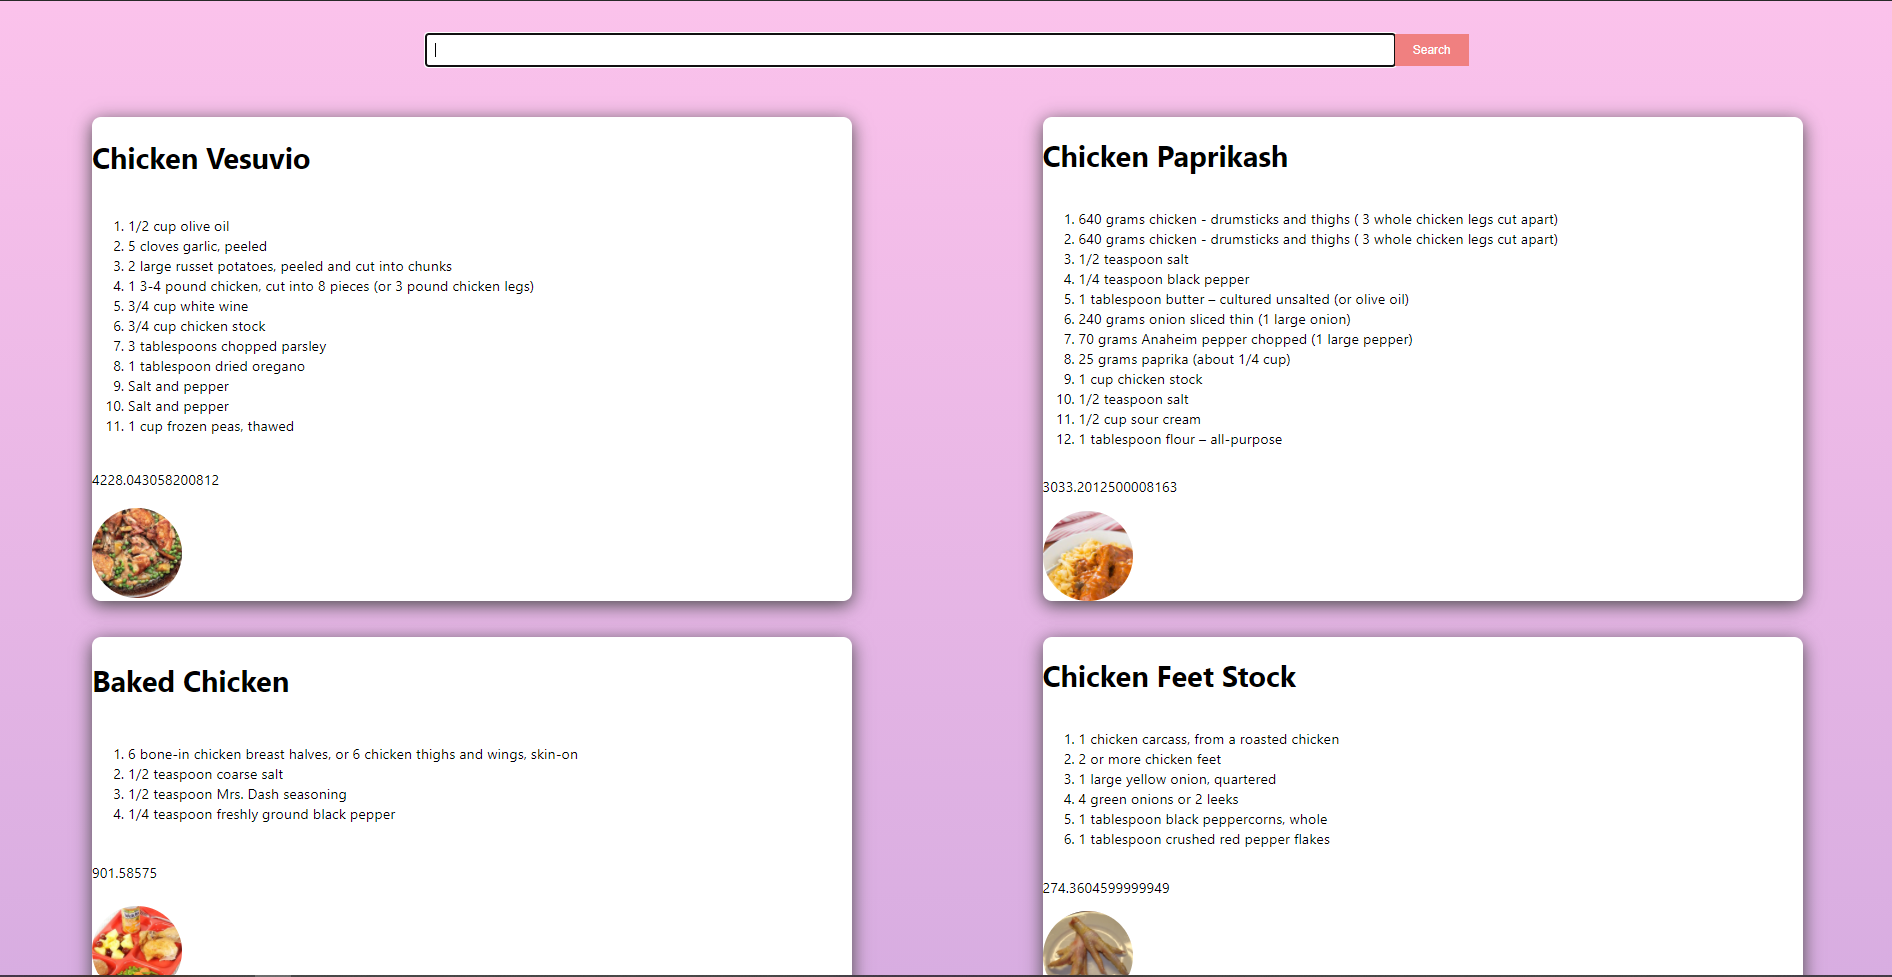 Search
Chicken Vesuvio
1. 1/2 cup olive oil
2. 5 cloves garlic, peeled
3. 2 large russet potatoes, peeled and cut into chunks
4. 1 3-4 pound chicken, cut into 8 pieces (or 3 pound chicken legs)
5. 3/4 cup white wine
6. 3/4 cup chicken stock
7. 3 tablespoons chopped parsley
8. 1 tablespoon dried oregano
9. Salt and pepper
10. Salt and pepper
11. 1 cup frozen peas, thawed
4228.043058200812
Chicken Paprikash
1. 640 grams chicken - drumsticks and thighs ( 3 whole chicken legs cut apart)
2. 640 grams chicken - drumsticks and thighs ( 3 whole chicken legs cut apart)
3. 1/2 teaspoon salt
4. 1/4 teaspoon black pepper
5. 1 tablespoon butter – cultured unsalted (or olive oil)
6. 240 grams onion sliced thin (1 large onion)
7. 70 grams Anaheim pepper chopped (1 large pepper)
8. 25 grams paprika (about 1/4 cup)
9. 1 cup chicken stock
10. 1/2 teaspoon salt
11. 1/2 cup sour cream
12. 1 tablespoon flour – all-purpose
3033.2012500008163
Baked Chicken
1. 6 bone-in chicken breast halves, or 6 chicken thighs and wings, skin-on
2. 1/2 teaspoon coarse salt
3. 1/2 teaspoon Mrs. Dash seasoning
4. 1/4 teaspoon freshly ground black pepper
901.58575
Chicken Feet Stock
1. 1 chicken carcass, from a roasted chicken
2. 2 or more chicken feet
3. 1 large yellow onion, quartered
4. 4 green onions or 2 leeks
5. 1 tablespoon black peppercorns, whole
6. 1 tablespoon crushed red pepper flakes
274.3604599999949